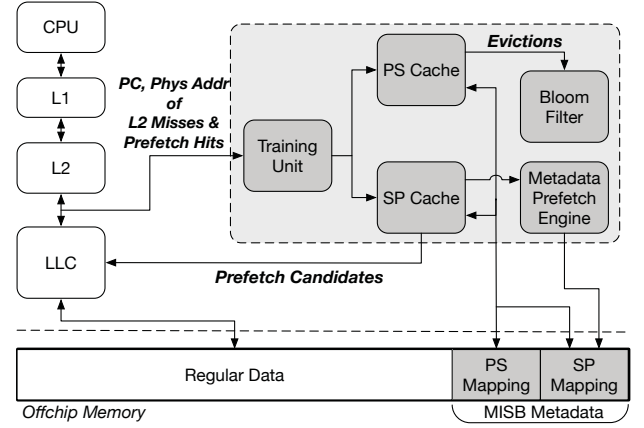 CPU
L1
L2
LLC
PC, Phys Addr
of
L2 Misses &
Prefetch Hits
Training
Unit
PS Cache
SP Cache
Evictions
Bloom
Filter
Metadata
Prefetch
Engine
Prefetch Candidates
Regular Data
PS
Mapping
SP
Mapping
Offchip Memory
MISB Metadata